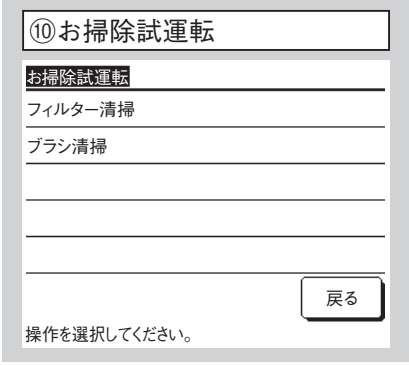 ⑩お掃除試運転
お掃除試運転
フィルター清掃
ブラシ清掃
戻る
操作を選択してください。